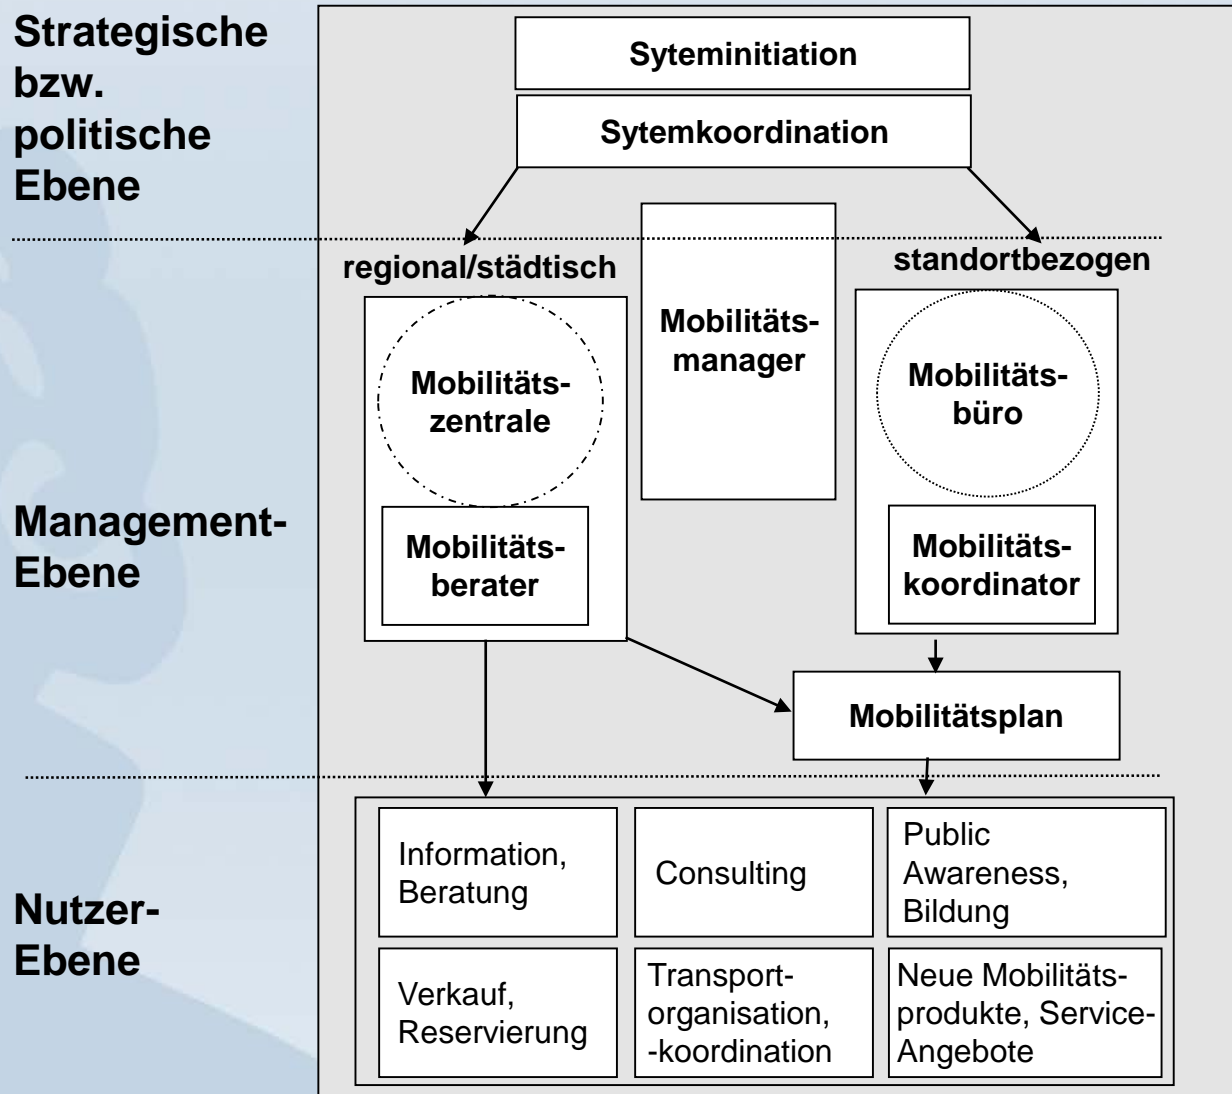 Strategische
bzw.
politische
Ebene
Syteminitiation
Sytemkoordination
regional/städtisch
standortbezogen
Management-
Ebene
Mobilitäts-
zentrale
Mobilitäts-
berater
Mobilitäts-
manager
Mobilitäts-
büro
Mobilitäts-
koordinator
Mobilitätsplan
Nutzer-
Ebene
Information,
Beratung
Consulting
Public
Awareness,
Bildung
Verkauf,
Reservierung
Transport-
organisation,
-koordination
Neue Mobilitäts-
produkte, Service-
Angebote